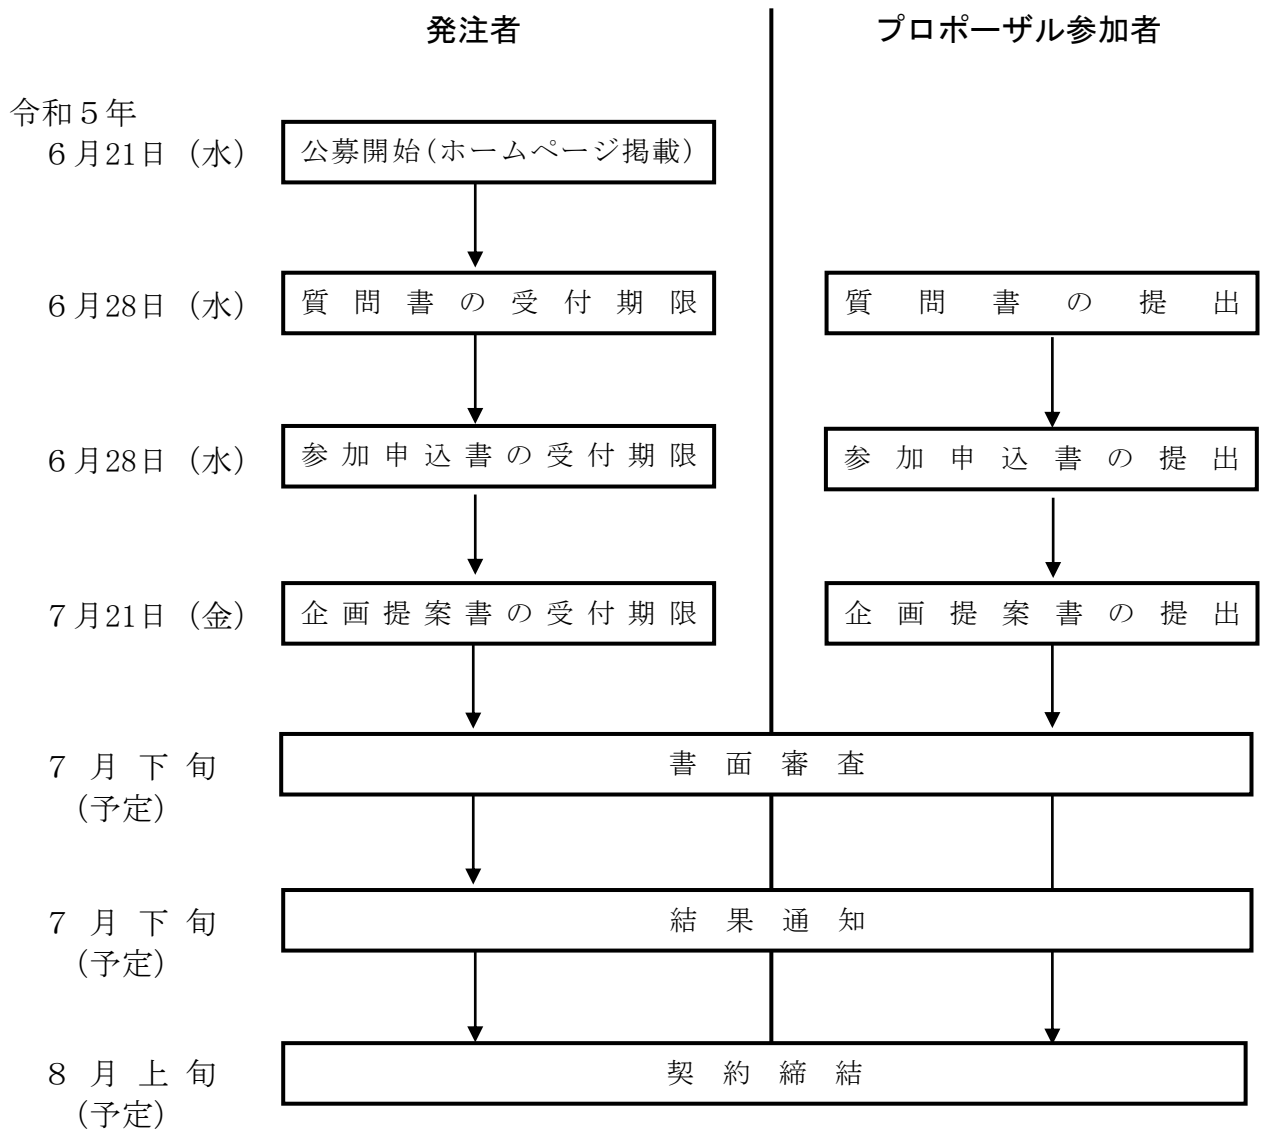 発注者
プロポーザル参加者
令和５年
６月21日（水）
公募開始(ホームページ掲載)
６月28日（水）
質問書の受付期限
質問書の提出
６月28日（水）
参加申込書の受付期限
参加申込書の提出
７月21日（金）
企画提案書の受付期限
企画提案書の提出
７月下旬
(予定)
書面審査
７月下旬
(予定)
結果通知
８月上旬
(予定)
契約締結